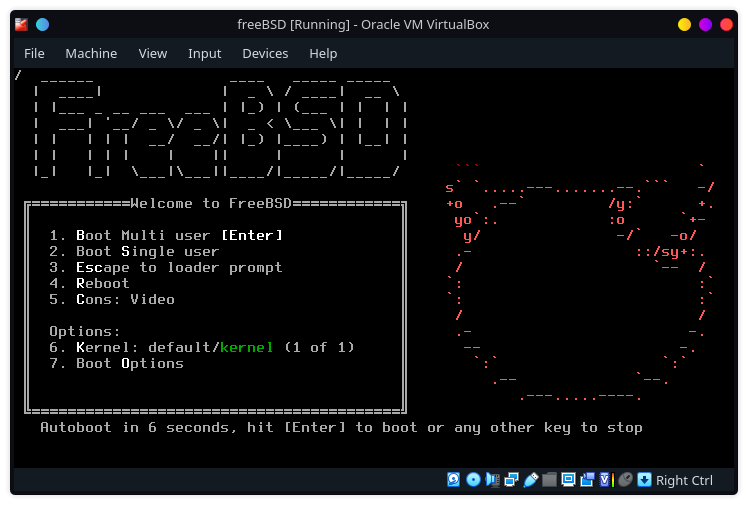 freeBSD [Running] - Oracle VM VirtualBox
File Machine View Input Devices Help
FreeBSD
Welcome to FreeBSD
1. Boot Multi user [Enter]
2. Boot Single user
3. Escape to loader prompt
4. Reboot
5. Cons: Video
Options:
6. Kernel: default/kernel (1 of 1)
7. Boot Options
Autoboot in 6 seconds, hit [Enter] to boot or any other key to stop
Right Ctrl